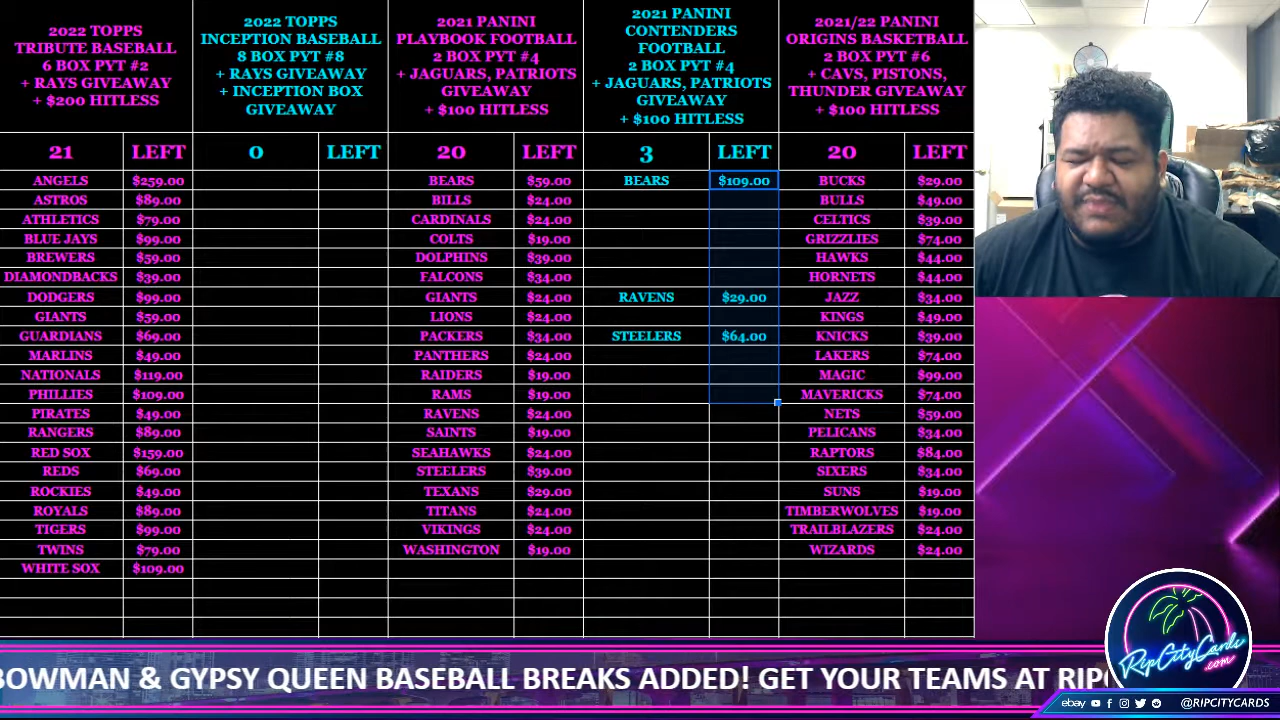 2022 TOPPS
TRIBUTE BASEBALL
6 BOX PYT #2
+ RAYS GIVEAWAY
+ $200 HITLESS
2022 TOPPS
INCEPTION BASEBALL
8 BOX PYT #8
+ RAYS GIVEAWAY
+ INCEPTION BOX
GIVEAWAY
2021 PANINI
PLAYBOOK FOOTBALL
2 BOX PYT #4
+ JAGUARS, PATRIOTS
GIVEAWAY
+ $100 HITLESS
2021 PANINI
CONTENDERS
FOOTBALL
2 BOX PYT #4
+ JAGUARS, PATRIOTS
GIVEAWAY
+ $100 HITLESS
2021/22 PANINI
ORIGINS BASKETBALL
2 BOX PYT #6
+ CAVS, PISTONS,
THUNDER GIVEAWAY
+ $100 HITLESS
21 LEFT 0 LEFT 20 LEFT 3 LEFT 20 LEFT
ANGELS $259.00 BEARS $59.00 BEARS $109.00 BUCKS $29.00
ASTROS $89.00 BILLS $24.00 BULLS $49.00
ATHLETICS $79.00 CARDINALS $24.00 CELTICS $39.00
BLUE JAYS $99.00 COLTS $19.00 GRIZZLIES $74.00
BREWERS $59.00 DOLPHINS $39.00 HAWKS $44.00
DIAMONDBACKS $39.00 FALCONS $34.00 HORNETS $44.00
DODGERS $99.00 GIANTS $24.00 RAVENS $29.00 JAZZ $34.00
GIANTS $59.00 LIONS $24.00 KINGS $49.00
GUARDIANS $69.00 PACKERS $34.00 STEELERS $64.00 KNICKS $39.00
MARLINS $49.00 PANTHERS $24.00 LAKERS $74.00
NATIONALS $119.00 RAIDERS $19.00 MAGIC $99.00
PHILLIES $109.00 RAMS $19.00 MAVERICKS $74.00
PIRATES $49.00 RAVENS $24.00 NETS $59.00
RANGERS $89.00 SAINTS $19.00 PELICANS $34.00
RED SOX $159.00 SEAHAWKS $24.00 RAPTORS $84.00
REDS $69.00 STEELERS $39.00 SIXERS $34.00
ROCKIES $49.00 TEXANS $29.00 SUNS $19.00
ROYALS $89.00 TITANS $24.00 TIMBERWOLVES $19.00
TIGERS $99.00 VIKINGS $24.00 TRAILBLAZERS $24.00
TWINS $79.00 WASHINGTON $19.00 WIZARDS $24.00
WHITE SOX $109.00
BOWMAN & GYPSY QUEEN BASEBALL BREAKS ADDED! GET YOUR TEAMS AT RIPC
RipCityCards
.com
ebay @RIPCITYCARDS